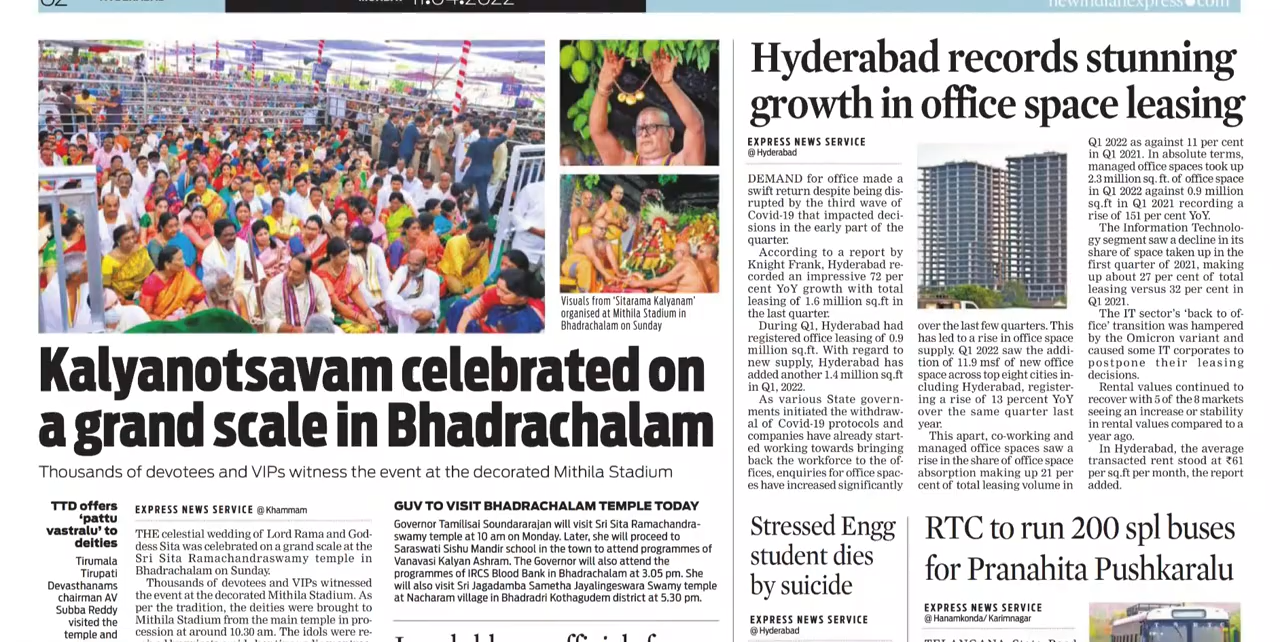 02
HYDERABAD
MONDAY 11.04.2022
newindianexpress.com
Visuals from ‘Sitarama Kalyanam’
organised at Mithila Stadium in
Bhadrachalam on Sunday
Kalyanotsavam celebrated on
a grand scale in Bhadrachalam
Thousands of devotees and VIPs witness the event at the decorated Mithila Stadium
TTD offers
‘pattu
vastralu’ to
deities
Tirumala
Tirupati
Devasthanams
chairman AV
Subba Reddy
visited the
temple and
EXPRESS NEWS SERVICE @ Khammam
THE celestial wedding of Lord Rama and God-
dess Sita was celebrated on a grand scale at the
Sri Sita Ramachandraswamy temple in
Bhadrachalam on Sunday.
Thousands of devotees and VIPs witnessed
the event at the decorated Mithila Stadium. As
per the tradition, the deities were brought to
Mithila Stadium from the main temple in pro-
cession at around 10.30 am. The idols were re-
GUV TO VISIT BHADRACHALAM TEMPLE TODAY
Governor Tamilisai Soundararajan will visit Sri Sita Ramachandra-
swamy temple at 10 am on Monday. Later, she will proceed to
Saraswati Sishu Mandir school in the town to attend programmes of
Vanavasi Kalyan Ashram. The Governor will also attend the
programmes of IRCS Blood Bank in Bhadrachalam at 3.05 pm. She
will also visit Sri Jagadamba Sametha Jayalingeswara Swamy temple
at Nacharam village in Bhadradri Kothagudem district at 5.30 pm.
Hyderabad records stunning
growth in office space leasing
EXPRESS NEWS SERVICE
@ Hyderabad
DEMAND for office made a
swift return despite being dis-
rupted by the third wave of
Covid-19 that impacted deci-
sions in the early part of the
quarter.
According to a report by
Knight Frank, Hyderabad re-
corded an impressive 72 per
cent YoY growth with total
leasing of 1.6 million sq.ft in
the last quarter.
During Q1, Hyderabad had
registered office leasing of 0.9
million sq.ft. With regard to
new supply, Hyderabad has
added another 1.4 million sq.ft
in Q1, 2022.
As various State govern-
ments initiated the withdraw-
al of Covid-19 protocols and
companies have already start-
ed working towards bringing
back the workforce to the of-
fices, enquiries for office spac-
es have increased significantly
over the last few quarters. This
has led to a rise in office space
supply. Q1 2022 saw the addi-
tion of 11.9 msf of new office
space across top eight cities in-
cluding Hyderabad, register-
ing a rise of 13 percent YoY
over the same quarter last
year.
This apart, co-working and
managed office spaces saw a
rise in the share of office space
absorption making up 21 per
cent of total leasing volume in
Q1 2022 as against 11 per cent
in Q1 2021. In absolute terms,
managed office spaces took up
2.3 million sq. ft. of office space
in Q1 2022 against 0.9 million
sq.ft in Q1 2021 recording a
rise of 151 per cent YoY.
The Information Technolo-
gy segment saw a decline in its
share of space taken up in the
first quarter of 2021, making
up about 27 per cent of total
leasing versus 32 per cent in
Q1 2021.
The IT sector’s ‘back to of-
fice’ transition was hampered
by the Omicron variant and
caused some IT corporates to
postpone their leasing
decisions.
Rental values continued to
recover with 5 of the 8 markets
seeing an increase or stability
in rental values compared to a
year ago.
In Hyderabad, the average
transacted rent stood at ₹61
per sq.ft per month, the report
added.
Stressed Engg
student dies
by suicide
EXPRESS NEWS SERVICE
@ Hyderabad
RTC to run 200 spl buses
for Pranahita Pushkaralu
EXPRESS NEWS SERVICE
@ Hanamkonda/ Karimnagar